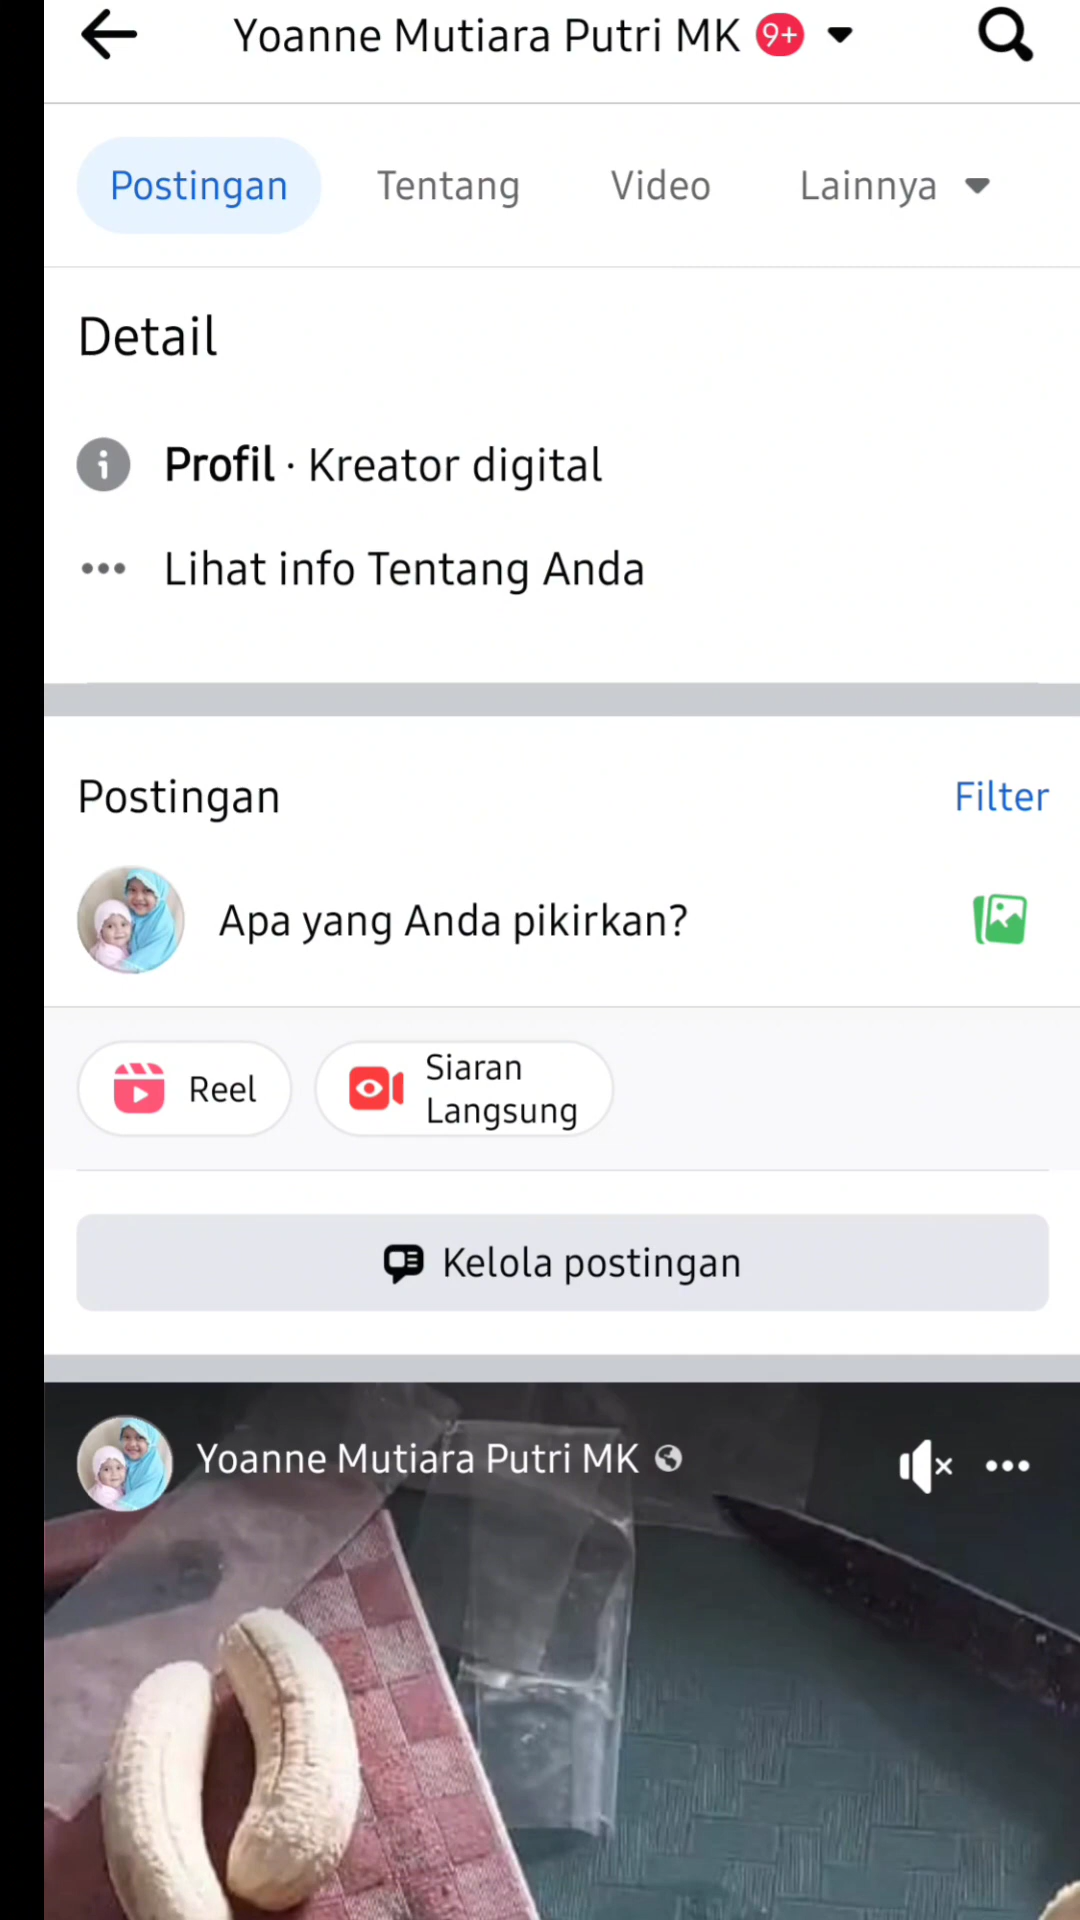 Yoanne Mutiara Putri MK 9+
Postingan Tentang Video Lainnya
Detail
Profil · Kreator digital
Lihat info Tentang Anda
Postingan Filter
Apa yang Anda pikirkan?
Reel
Siaran
Langsung
Kelola postingan
Yoanne Mutiara Putri MK